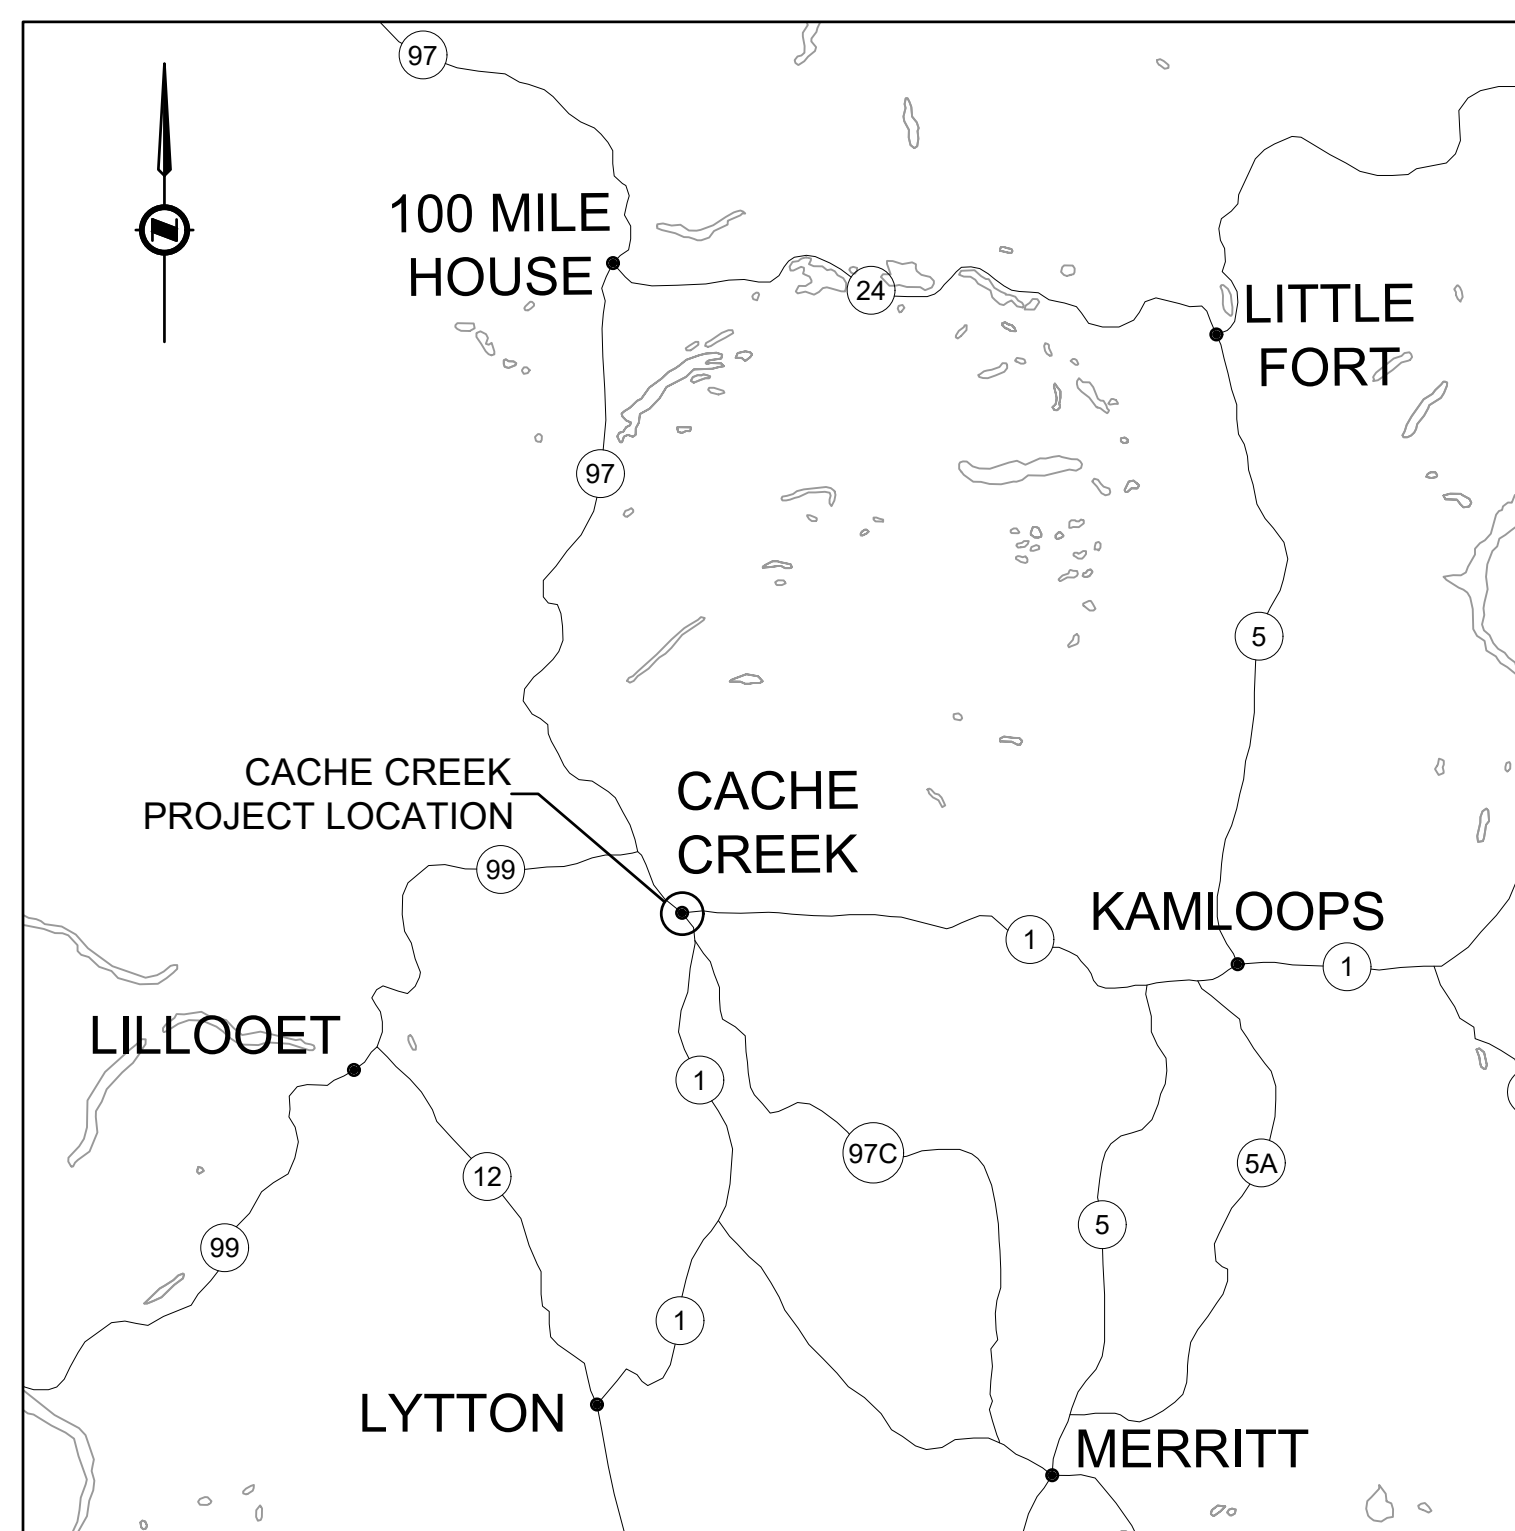 97
100 MILE
HOUSE
24
LITTLE
FORT
97
5
CACHE CREEK
PROJECT LOCATION
CACHE
CREEK
99
KAMLOOPS
1
1
LILLOOET
1
97C
12
5A
5
99
1
LYTTON
MERRITT
N